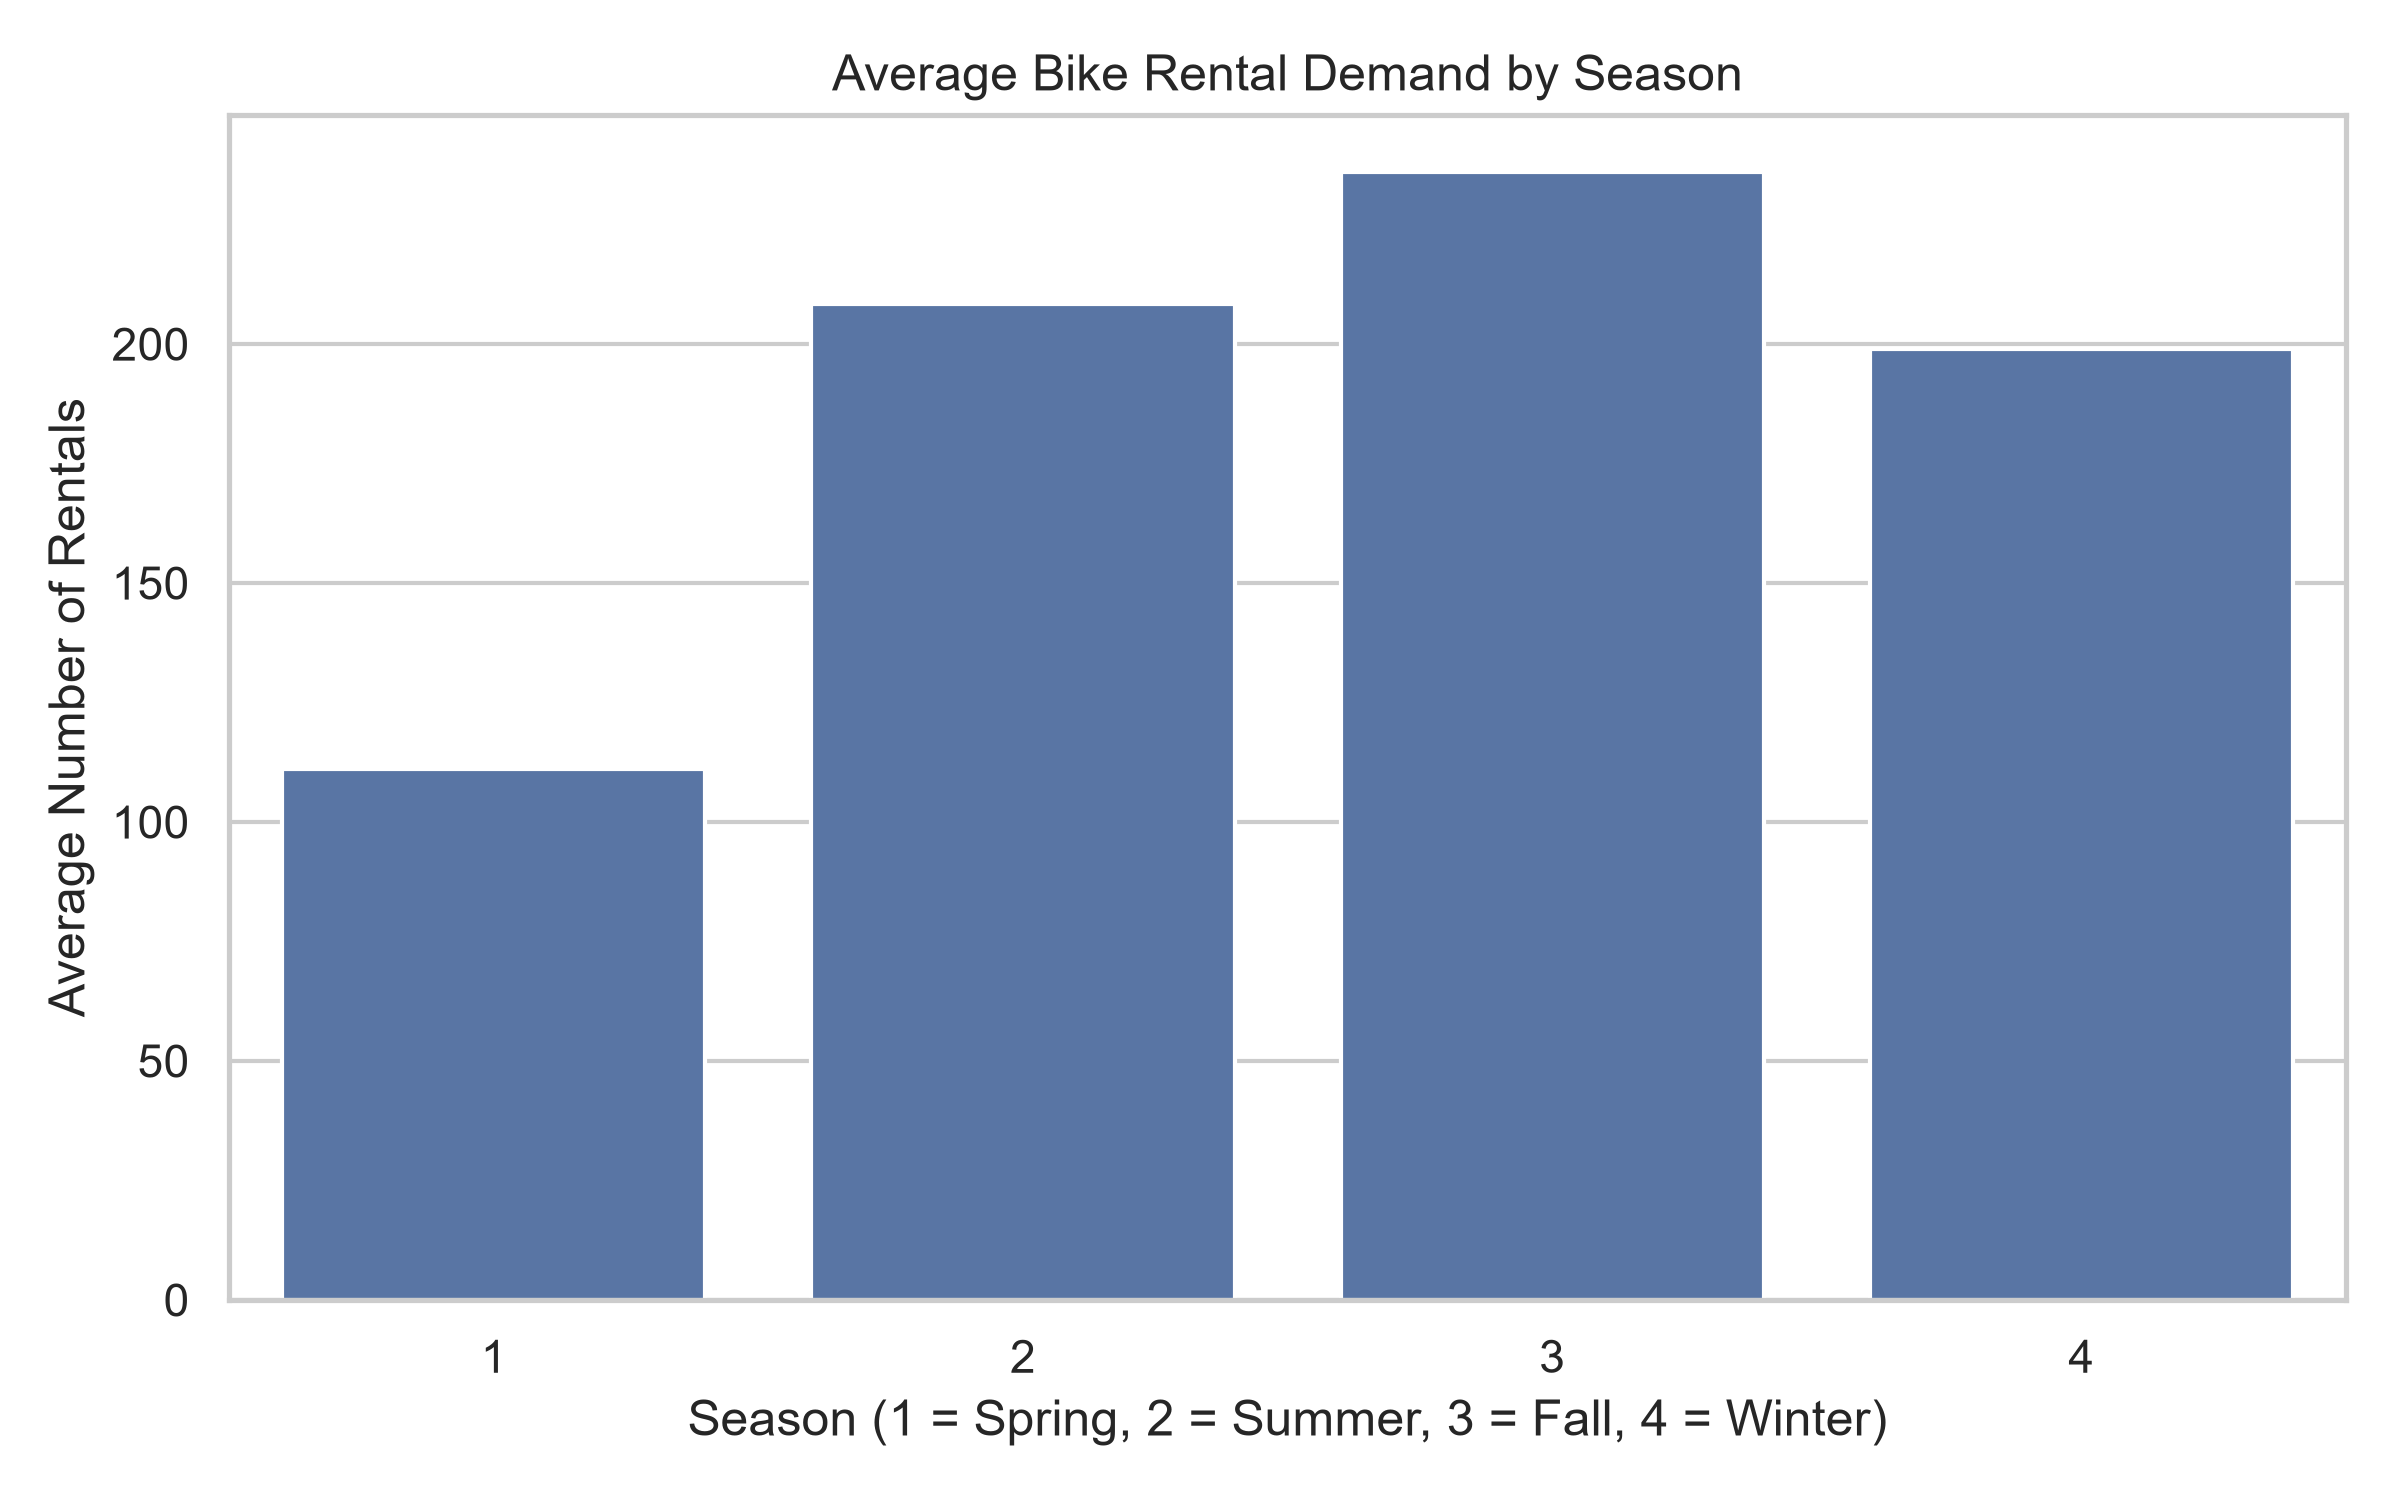 Average Bike Rental Demand by Season
Average Number of Rentals
200
150
100
50
0
1 2 3 4
Season (1 = Spring, 2 = Summer, 3 = Fall, 4 = Winter)